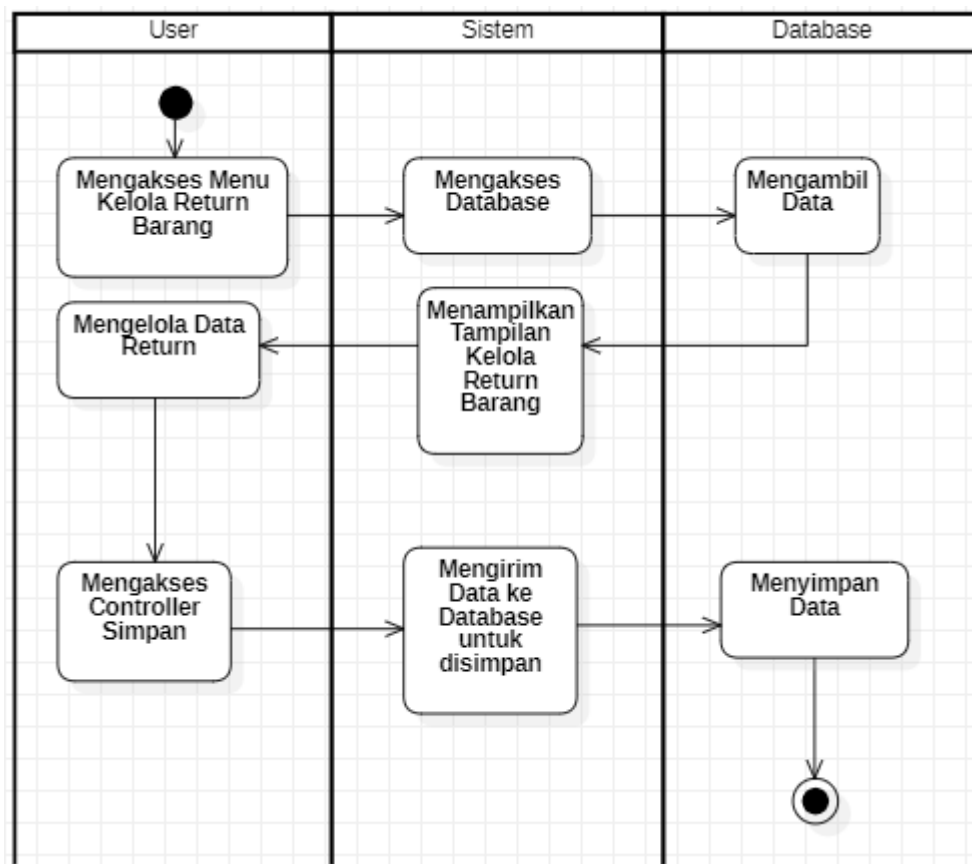 User
Sistem
Database
Mengakses Menu
Kelola Return
Barang
Mengakses
Database
Mengambil
Data
Menampilkan
Tampilan
Kelola
Return
Barang
Mengelola Data
Return
Mengakses
Controller
Simpan
Mengirim
Data ke
Database
untuk
disimpan
Menyimpan
Data